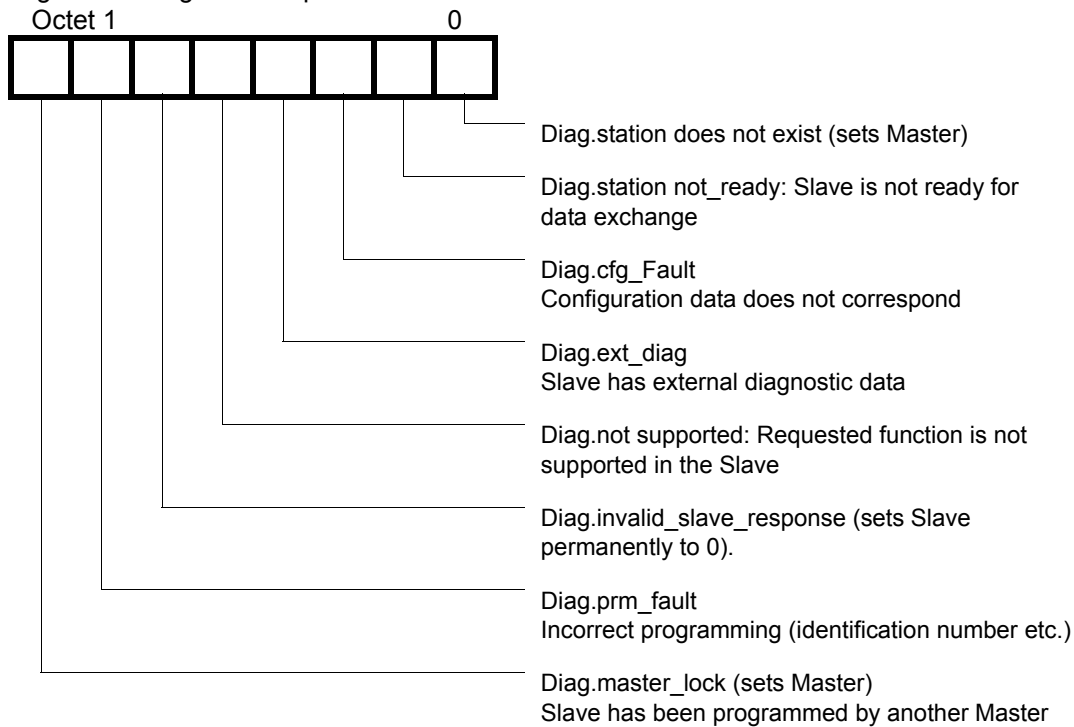 Octet 1 0
Diag.station does not exist (sets Master)
Diag.station not_ready: Slave is not ready for
data exchange
Diag.cfg_Fault
Configuration data does not correspond
Diag.ext_diag
Slave has external diagnostic data
Diag.not supported: Requested function is not
supported in the Slave
Diag.invalid_slave_response (sets Slave
permanently to 0).
Diag.prm_fault
Incorrect programming (identification number etc.)
Diag.master_lock (sets Master)
Slave has been programmed by another Master